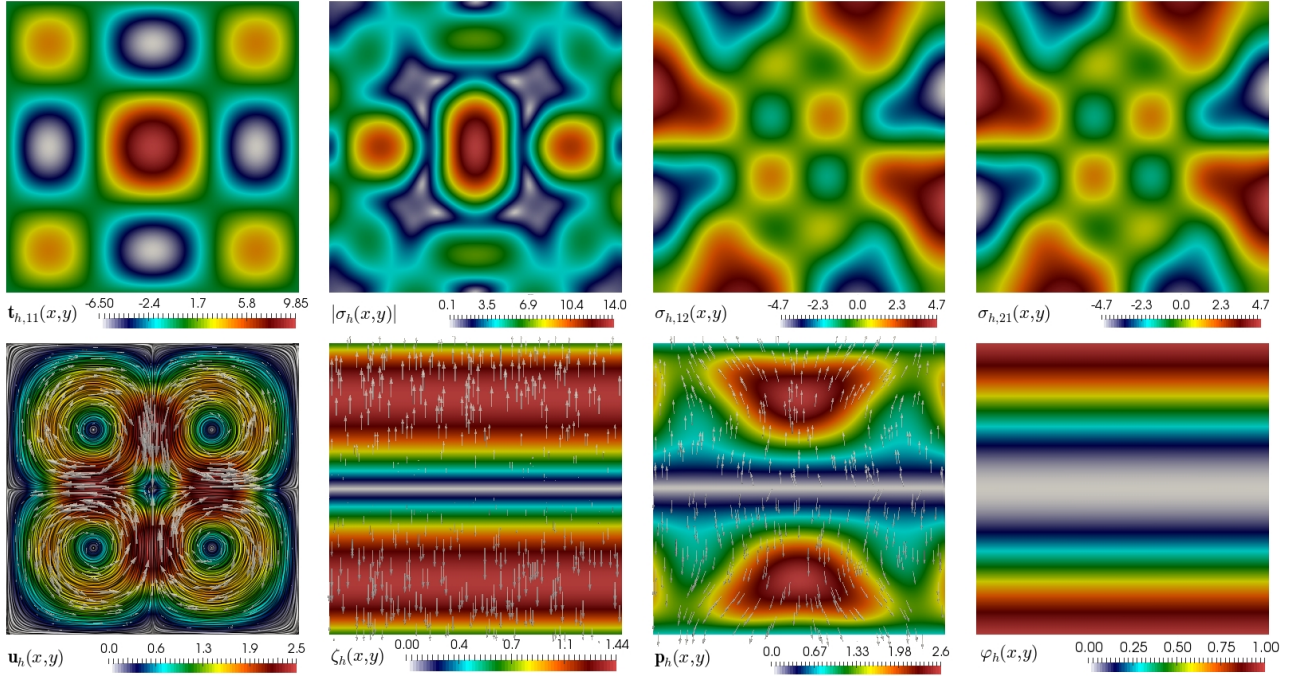 -6.50 -2.4 1.7 5.8 9.85
t_{h,11}(x,y)
0.1 3.5 6.9 10.4 14.0
|σ_h(x,y)|
-4.7 -2.3 0.0 2.3 4.7
σ_{h,12}(x,y)
-4.7 -2.3 0.0 2.3 4.7
σ_{h,21}(x,y)
0.0 0.6 1.3 1.9 2.5
u_h(x,y)
0.00 0.4 0.7 1.1 1.44
ζ_h(x,y)
0.0 0.67 1.33 1.98 2.6
p_h(x,y)
0.00 0.25 0.50 0.75 1.00
φ_h(x,y)